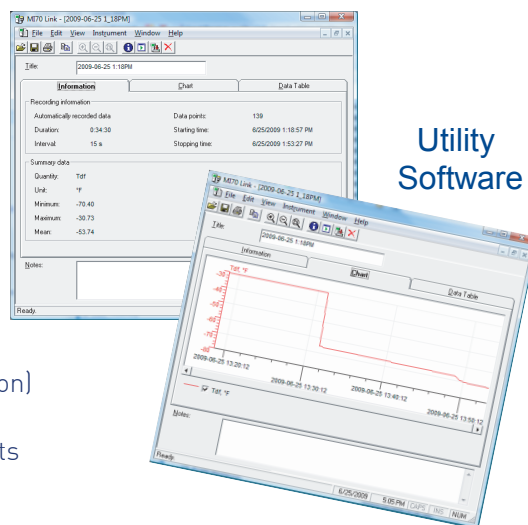 MI70 Link - [2009-06-25 1_18PM]
File Edit View Instrument Window Help
Title: 2009-06-25 1:18PM
Information Chart Data Table
Recording information
Automatically recorded data Data points: 139
Duration: 0:34:30 Starting time: 6/25/2009 1:18:57 PM
Interval: 15 s Stopping time: 6/25/2009 1:53:27 PM
Summary data
Quantity: Tdf
Unit: °F
Minimum: -70.40
Maximum: -30.73
Mean: -53.74
Notes:
Ready.
Utility
Software
MI70 Link - [2009-06-25 1_18PM]
File Edit View Instrument Window Help
Title: 2009-06-25 1:18PM
Information Chart Data Table
Tdf, °F
-30
-40
-50
-60
-70
-80
2009-06-25 13:20:12 2009-06-25 13:30:12 2009-06-25 13:40:12 2009-06-25 13:50:12
Tdf, °F
Notes:
Ready.
6/25/2009 5:05 PM CAPS INS NUM
on)
ts